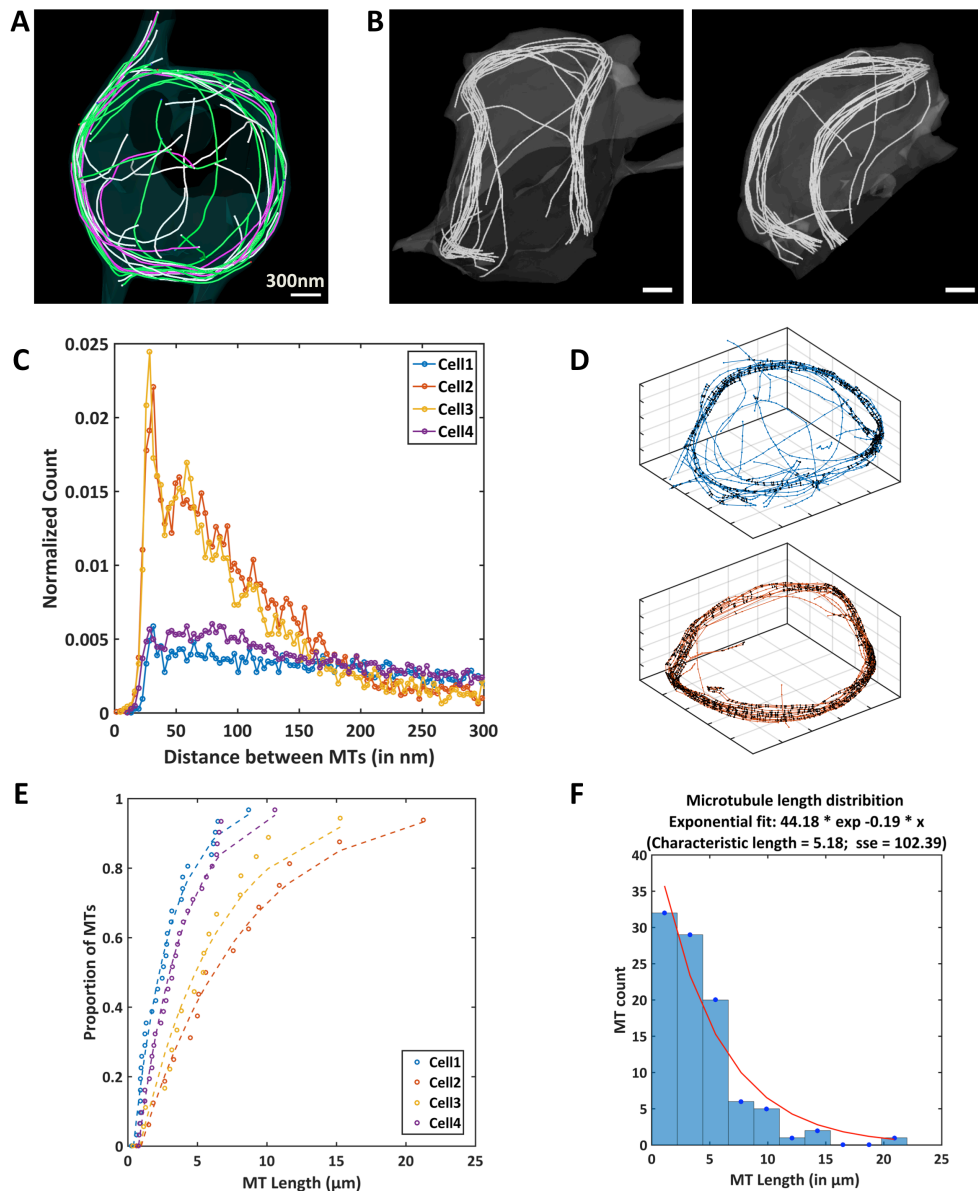 A
300nm
B
C
Normalized Count
0.025
0.02
0.015
0.01
0.005
0
0
50
100
150
200
250
300
Distance between MTs (in nm)
Cell1
Cell2
Cell3
Cell4
D
E
Proportion of MTs
1
0.8
0.6
0.4
0.2
0
0
5
10
15
20
25
MT Length (µm)
Cell1
Cell2
Cell3
Cell4
F
Microtubule length distribition
Exponential fit: 44.18 * exp -0.19 * x
(Characteristic length = 5.18; sse = 102.39)
MT count
40
35
30
25
20
15
10
5
0
0
5
10
15
20
25
MT Length (in µm)